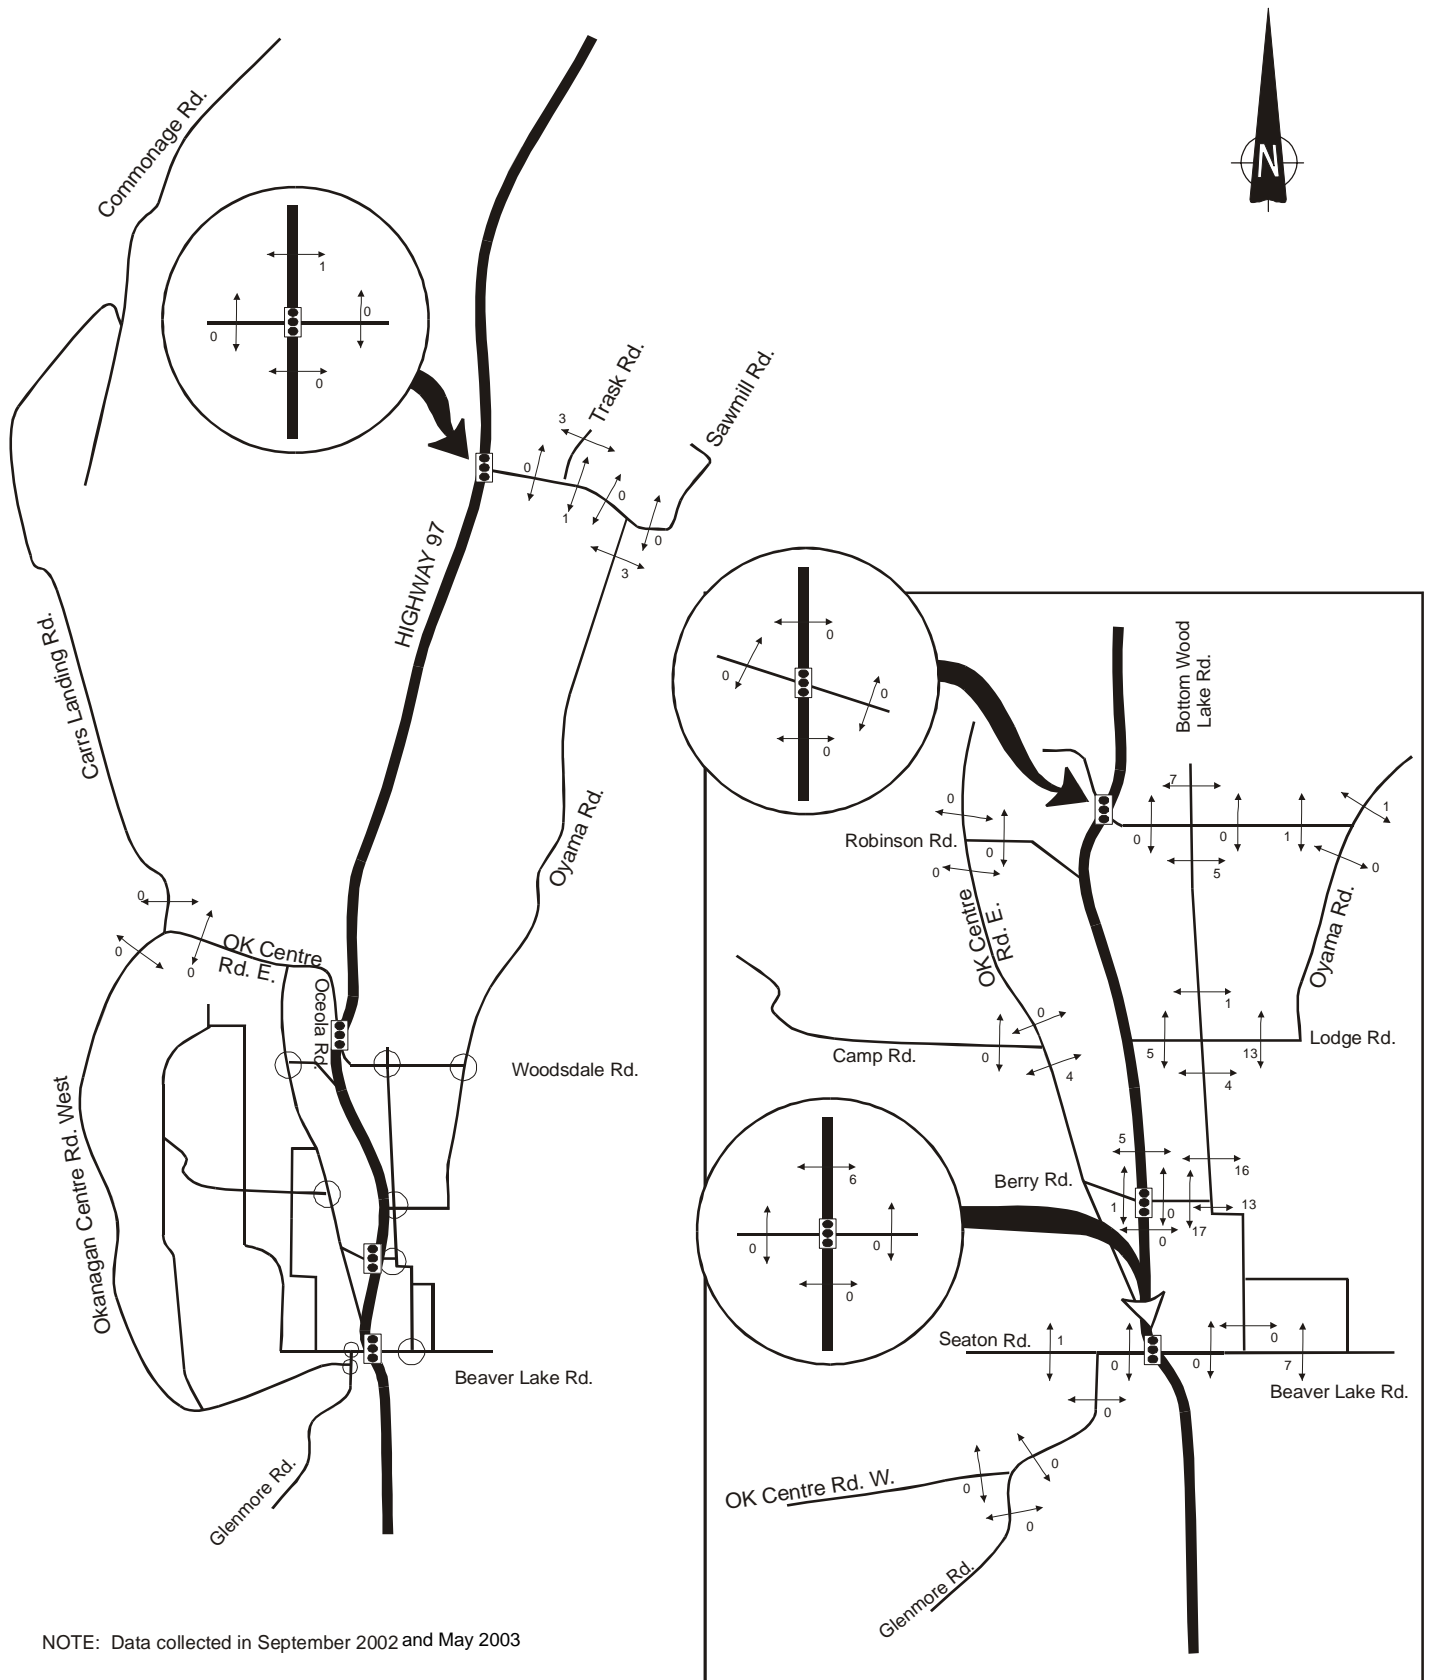 N
Commonage Rd.
1
0
0
0
Trask Rd.
Sawmill Rd.
3
0
1
0
0
3
HIGHWAY 97
Carrs Landing Rd.
Oyama Rd.
0
0
0
OK Centre
Rd. E.
Oceola Rd.
Woodsdale Rd.
Okanagan Centre Rd. West
Beaver Lake Rd.
Glenmore Rd.
0
0
0
0
Bottom Wood
Lake Rd.
7
0
0
1
1
0
5
0
Robinson Rd.
0
0
OK Centre
Rd. E.
Oyama Rd.
1
0
Camp Rd.
0
4
5
13
Lodge Rd.
4
5
16
Berry Rd.
1
0
17
13
0
6
0
0
0
Seaton Rd.
1
0
0
0
7
Beaver Lake Rd.
0
0
OK Centre Rd. W.
0
0
Glenmore Rd.
NOTE: Data collected in September 2002 and May 2003